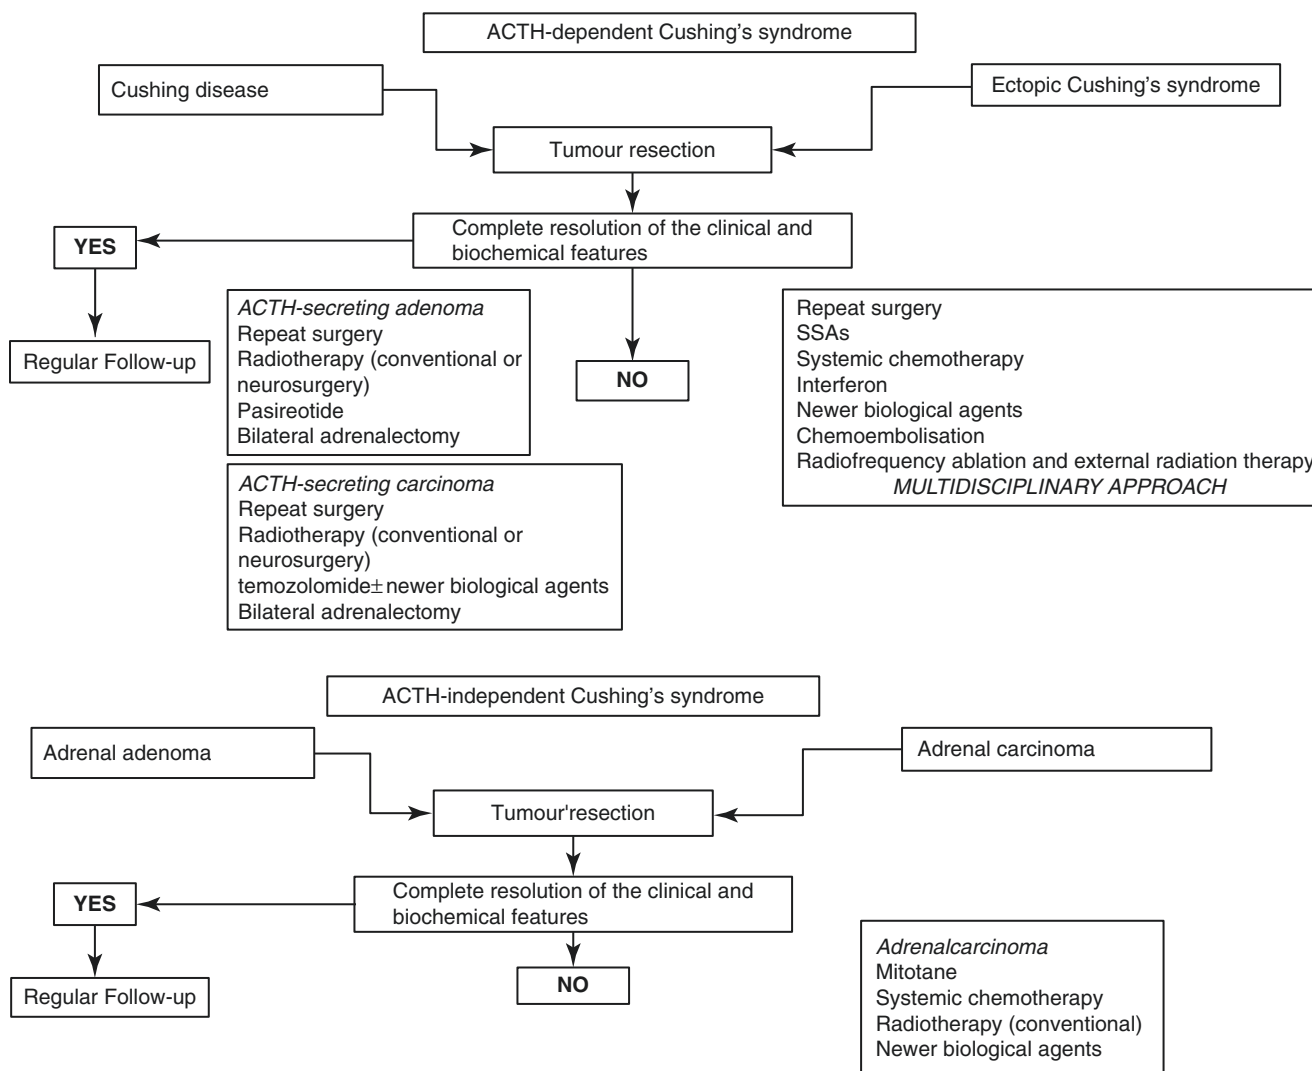 ACTH-dependent Cushing's syndrome
Cushing disease
Ectopic Cushing's syndrome
Tumour resection
Complete resolution of the clinical and
biochemical features
YES
Regular Follow-up
ACTH-secreting adenoma
Repeat surgery
Radiotherapy (conventional or
neurosurgery)
Pasireotide
Bilateral adrenalectomy
NO
Repeat surgery
SSAs
Systemic chemotherapy
Interferon
Newer biological agents
Chemoembolisation
Radiofrequency ablation and external radiation therapy
MULTIDISCIPLINARY APPROACH
ACTH-secreting carcinoma
Repeat surgery
Radiotherapy (conventional or
neurosurgery)
temozolomide±newer biological agents
Bilateral adrenalectomy
ACTH-independent Cushing's syndrome
Adrenal adenoma
Adrenal carcinoma
Tumour'resection
Complete resolution of the clinical and
biochemical features
YES
Regular Follow-up
NO
Adrenalcarcinoma
Mitotane
Systemic chemotherapy
Radiotherapy (conventional)
Newer biological agents